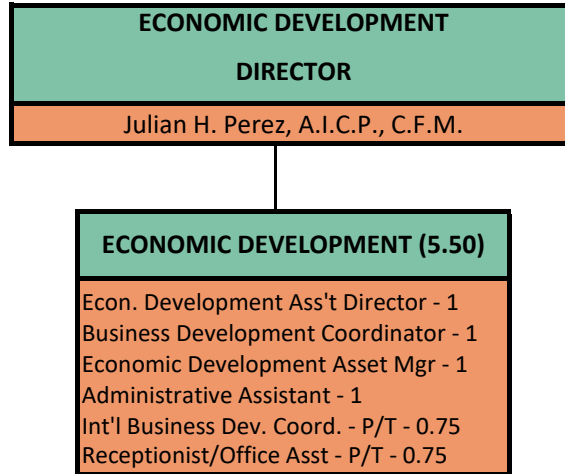 ECONOMIC DEVELOPMENT
DIRECTOR
Julian H. Perez, A.I.C.P., C.F.M.
ECONOMIC DEVELOPMENT (5.50)
Econ. Development Ass't Director - 1
Business Development Coordinator - 1
Economic Development Asset Mgr - 1
Administrative Assistant - 1
Int'l Business Dev. Coord. - P/T - 0.75
Receptionist/Office Asst - P/T - 0.75